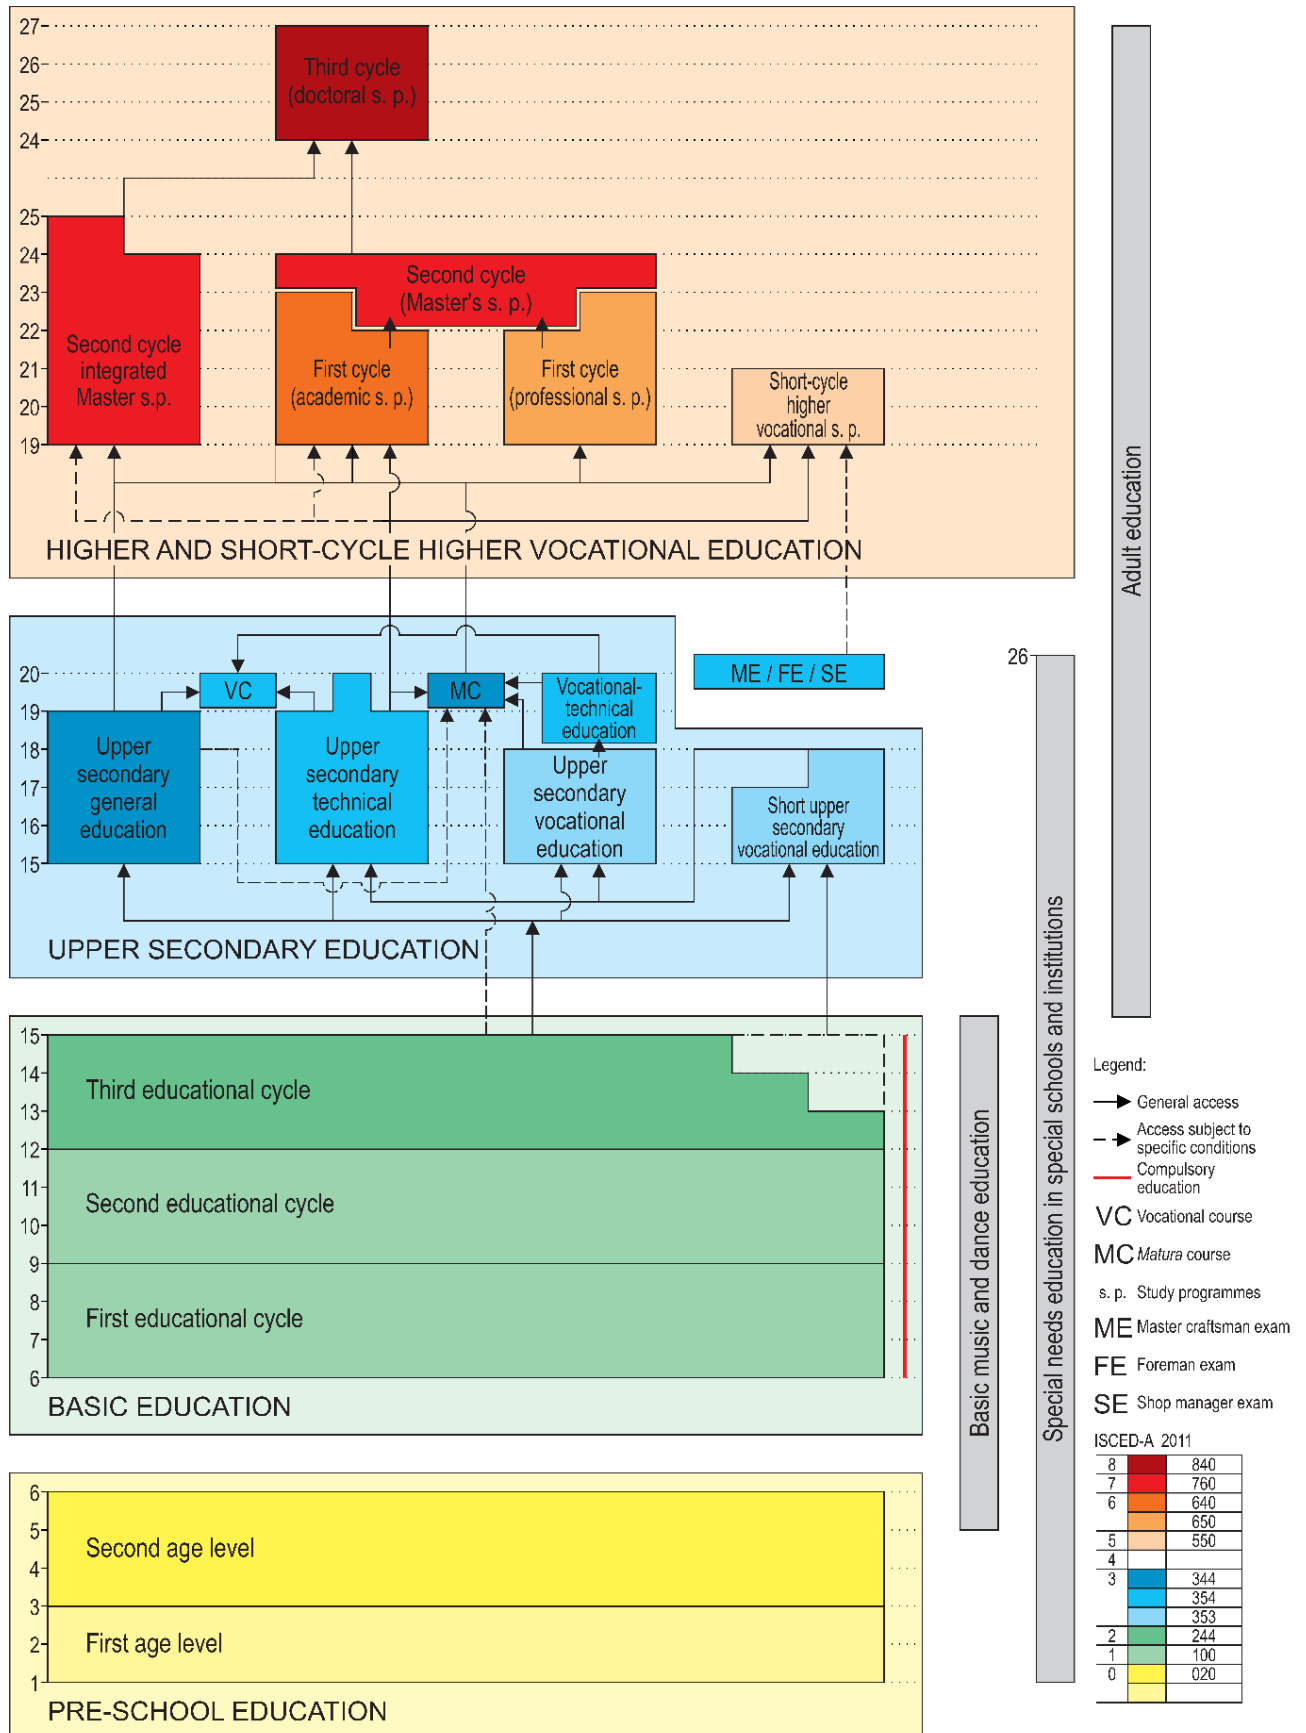 27
26
25
24
25
24
23
22
21
20
19
Third cycle
(doctoral s. p.)
Second cycle
(Master's s. p.)
Second cycle
integrated
Master s.p.
First cycle
(academic s. p.)
First cycle
(professional s. p.)
Short-cycle
higher
vocational s. p.
HIGHER AND SHORT-CYCLE HIGHER VOCATIONAL EDUCATION
Adult education
20
19
18
17
16
15
VC
MC
Vocational-
technical
education
ME / FE / SE
26
Upper
secondary
general
education
Upper
secondary
technical
education
Upper
secondary
vocational
education
Short upper
secondary
vocational education
UPPER SECONDARY EDUCATION
Special needs education in special schools and institutions
15
14
13
12
11
10
9
8
7
6
Third educational cycle
Second educational cycle
First educational cycle
BASIC EDUCATION
Basic music and dance education
6
5
4
3
2
1
Second age level
First age level
PRE-SCHOOL EDUCATION
Legend:
General access
Access subject to
specific conditions
Compulsory
education
VC Vocational course
MC Matura course
s. p. Study programmes
ME Master craftsman exam
FE Foreman exam
SE Shop manager exam
ISCED-A 2011
8 840
7 760
6 640
650
5 550
4
3 344
354
353
2 244
1 100
0 020